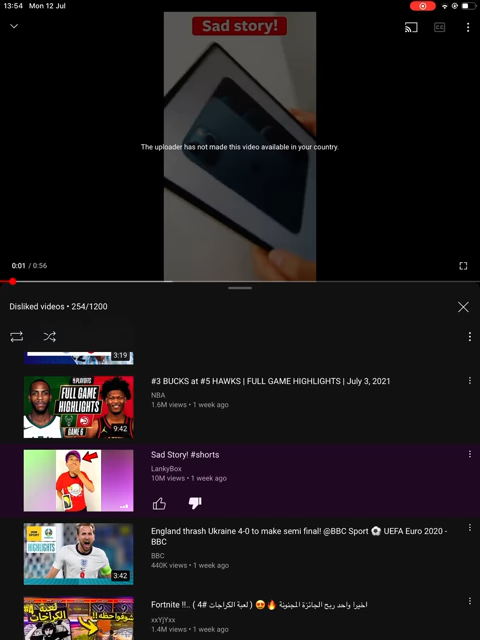 13:54 Mon 12 Jul
Sad story!
CC
The uploader has not made this video available in your country.
0:01 / 0:56
Disliked videos • 254/1200
3:19
#3 BUCKS at #5 HAWKS | FULL GAME HIGHLIGHTS | July 3, 2021
NBA
1.6M views • 1 week ago
FULL GAME
HIGHLIGHTS
GAME 6
9:42
Sad Story! #shorts
LankyBox
10M views • 1 week ago
England thrash Ukraine 4-0 to make semi final! @BBC Sport ⚽ UEFA Euro 2020 -
BBC
BBC
440K views • 1 week ago
HIGHLIGHTS
3:42
Fortnite !!.. ( لعبة الكراجات #4 ) 😍🔥 اخيرا واحد ربح الجائزة المجنونة
xxYjYxx
1.4M views • 1 week ago
لعبة
الكراجات